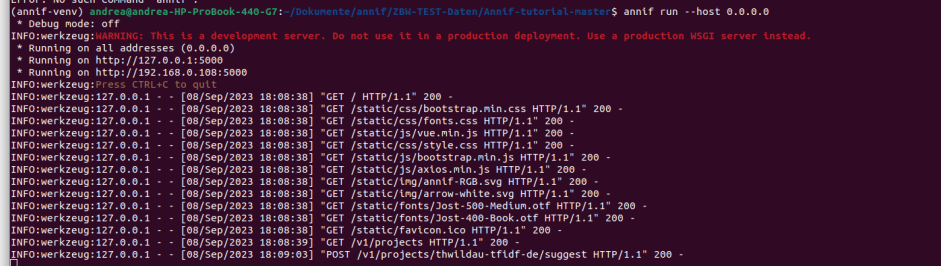 Error: No such command 'annif'.
(annif-venv) andrea@andrea-HP-ProBook-440-G7:~/Dokumente/annif/ZBW-TEST-Daten/Annif-tutorial-master$ annif run --host 0.0.0.0
 * Debug mode: off
INFO:werkzeug:WARNING: This is a development server. Do not use it in a production deployment. Use a production WSGI server instead.
 * Running on all addresses (0.0.0.0)
 * Running on http://127.0.0.1:5000
 * Running on http://192.168.0.108:5000
INFO:werkzeug:Press CTRL+C to quit
INFO:werkzeug:127.0.0.1 - - [08/Sep/2023 18:08:38] "GET / HTTP/1.1" 200 -
INFO:werkzeug:127.0.0.1 - - [08/Sep/2023 18:08:38] "GET /static/css/bootstrap.min.css HTTP/1.1" 200 -
INFO:werkzeug:127.0.0.1 - - [08/Sep/2023 18:08:38] "GET /static/css/fonts.css HTTP/1.1" 200 -
INFO:werkzeug:127.0.0.1 - - [08/Sep/2023 18:08:38] "GET /static/js/vue.min.js HTTP/1.1" 200 -
INFO:werkzeug:127.0.0.1 - - [08/Sep/2023 18:08:38] "GET /static/css/style.css HTTP/1.1" 200 -
INFO:werkzeug:127.0.0.1 - - [08/Sep/2023 18:08:38] "GET /static/js/bootstrap.min.js HTTP/1.1" 200 -
INFO:werkzeug:127.0.0.1 - - [08/Sep/2023 18:08:38] "GET /static/js/axios.min.js HTTP/1.1" 200 -
INFO:werkzeug:127.0.0.1 - - [08/Sep/2023 18:08:38] "GET /static/img/annif-RGB.svg HTTP/1.1" 200 -
INFO:werkzeug:127.0.0.1 - - [08/Sep/2023 18:08:38] "GET /static/img/arrow-white.svg HTTP/1.1" 200 -
INFO:werkzeug:127.0.0.1 - - [08/Sep/2023 18:08:38] "GET /static/fonts/Jost-500-Medium.otf HTTP/1.1" 200 -
INFO:werkzeug:127.0.0.1 - - [08/Sep/2023 18:08:38] "GET /static/fonts/Jost-400-Book.otf HTTP/1.1" 200 -
INFO:werkzeug:127.0.0.1 - - [08/Sep/2023 18:08:38] "GET /static/favicon.ico HTTP/1.1" 200 -
INFO:werkzeug:127.0.0.1 - - [08/Sep/2023 18:08:39] "GET /v1/projects HTTP/1.1" 200 -
INFO:werkzeug:127.0.0.1 - - [08/Sep/2023 18:09:03] "POST /v1/projects/thwildau-tfidf-de/suggest HTTP/1.1" 200 -